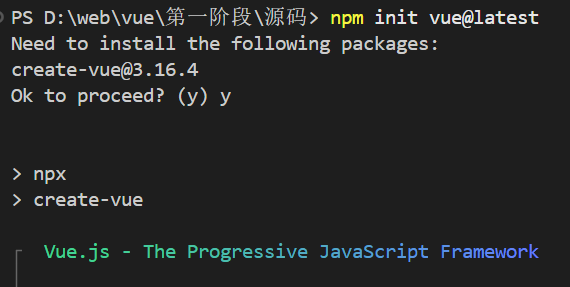 PS D:\web\vue\第一阶段\源码> npm init vue@latest
Need to install the following packages:
create-vue@3.16.4
Ok to proceed? (y) y
> npx
> create-vue
Vue.js - The Progressive JavaScript Framework